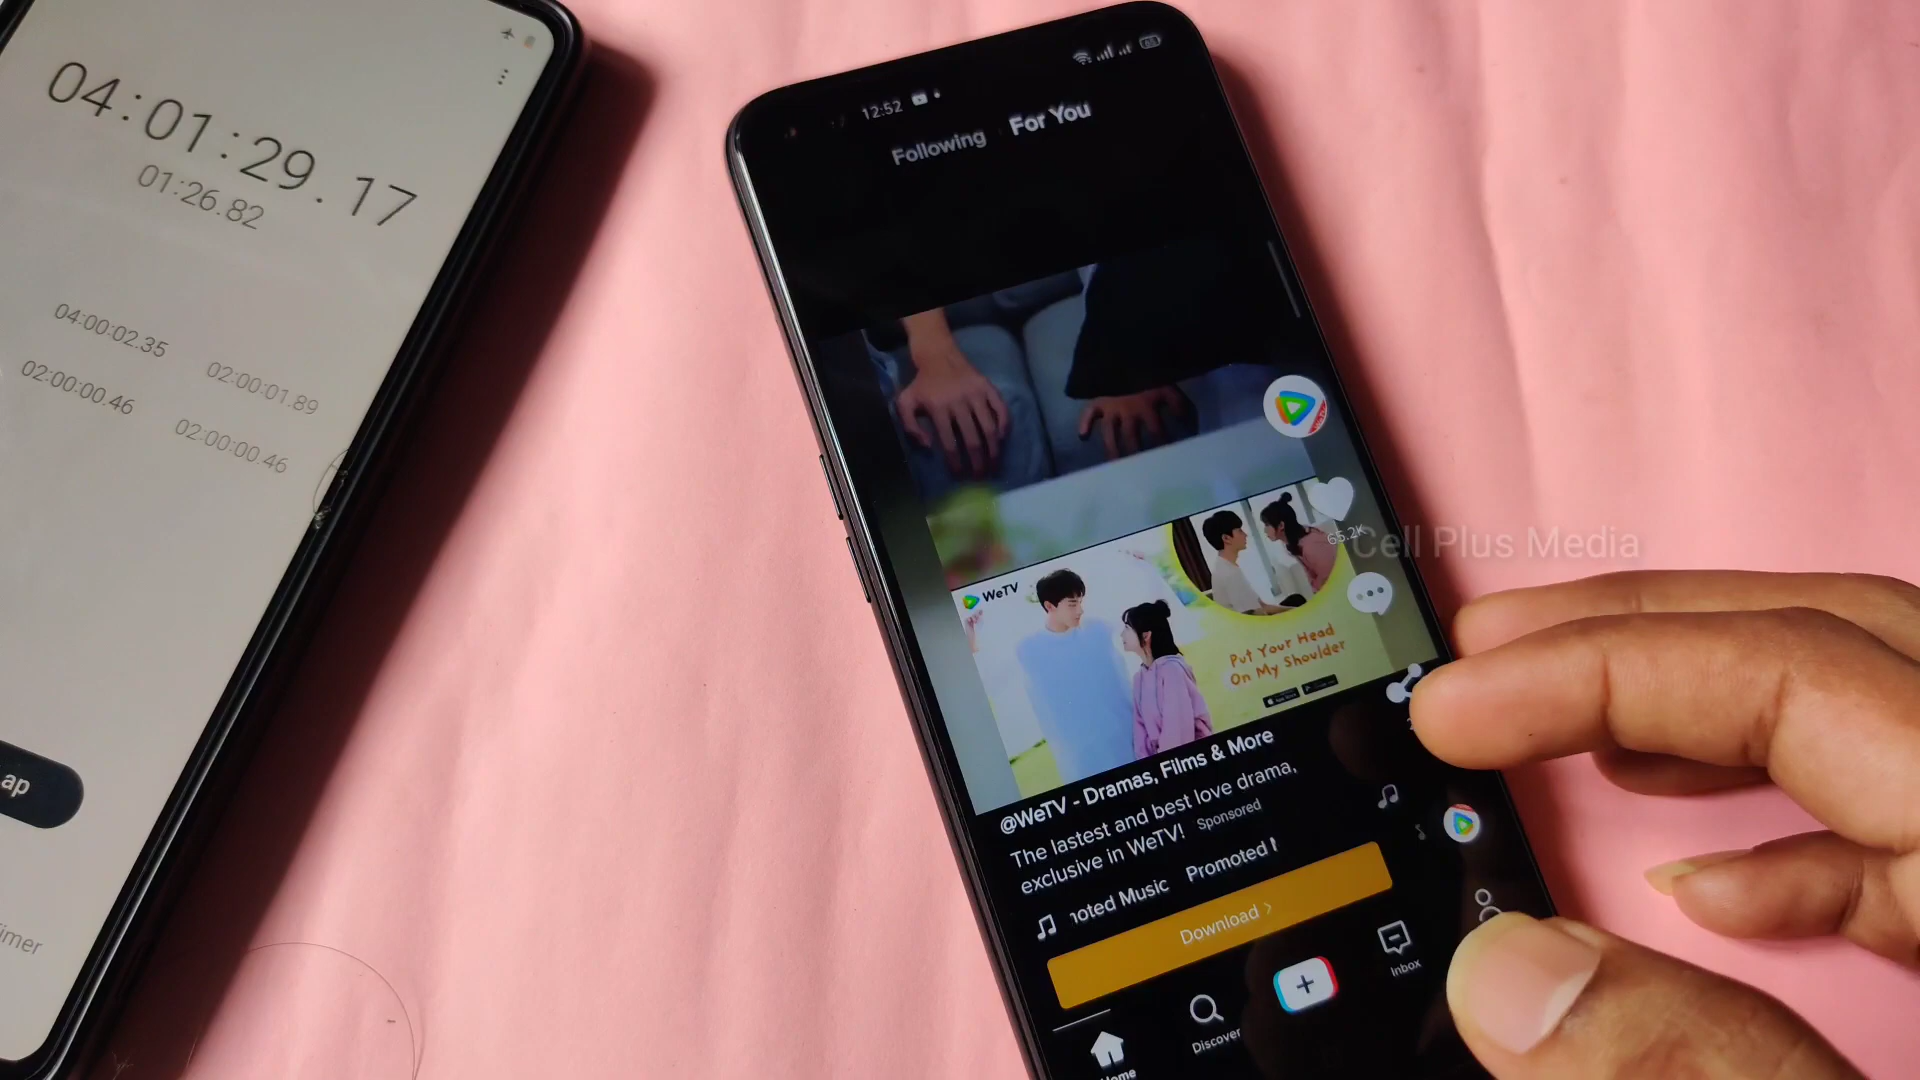 04:01:29.17
01:26.82
04:00:02.35 02:00:01.89
02:00:00.46 02:00:00.46
ap
imer
12:52
65
Following For You
65.2K
Cell Plus Media
WeTV
Put Your Head
On My Shoulder
@WeTV - Dramas, Films & More
The lastest and best love drama,
exclusive in WeTV! Sponsored
noted Music Promoted
Download >
Home
Discover
Inbox